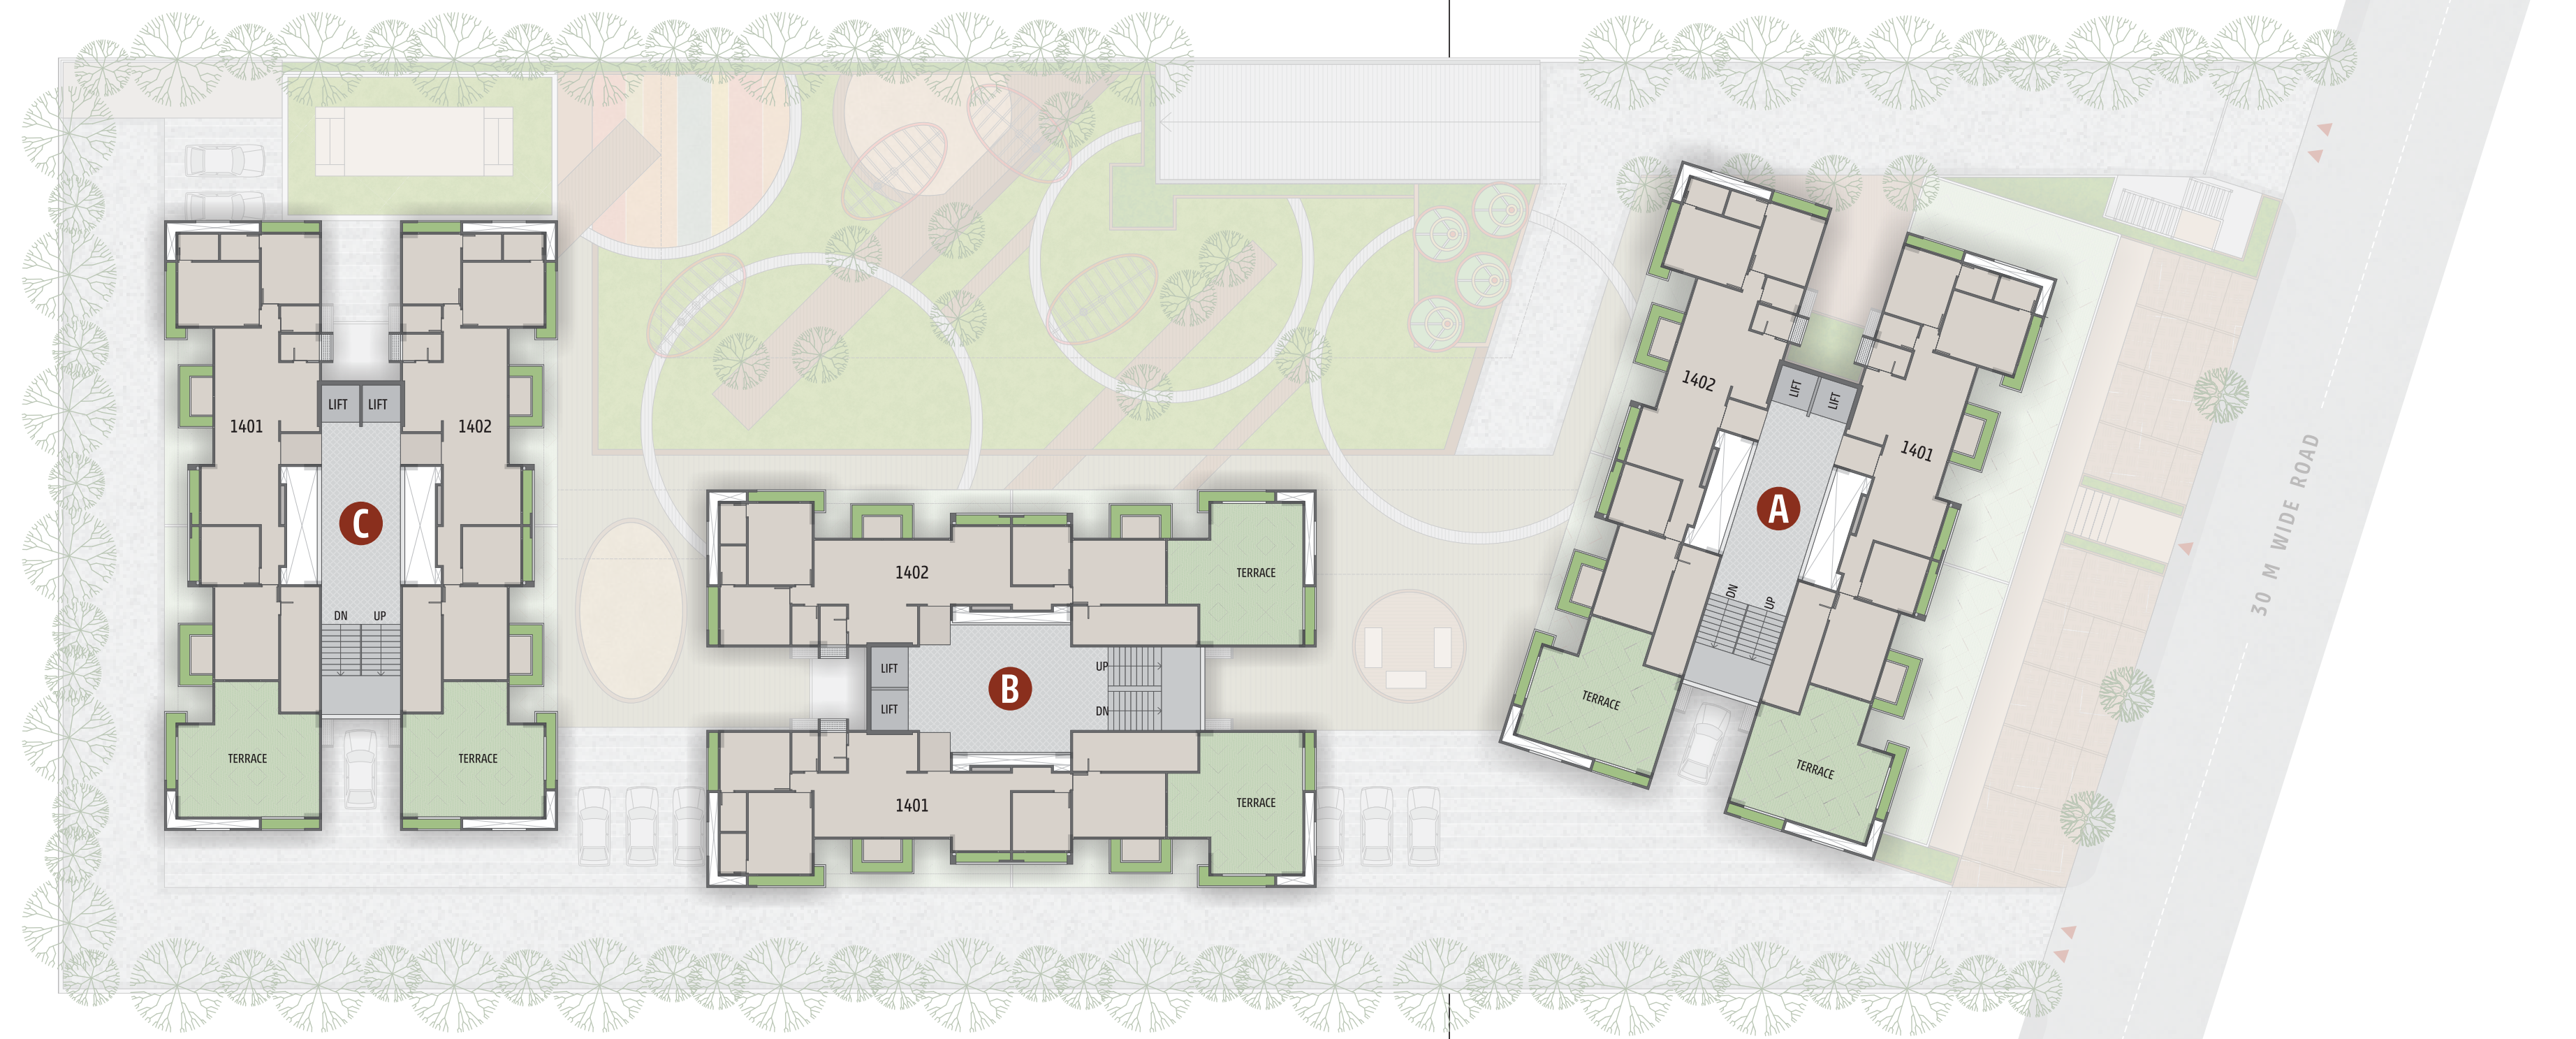 1401
LIFT
LIFT
1402
C
DN
UP
TERRACE
TERRACE
1402
TERRACE
LIFT
LIFT
B
UP
DN
1401
TERRACE
1402
LIFT
LIFT
1401
A
DN
UP
TERRACE
TERRACE
30 M WIDE ROAD